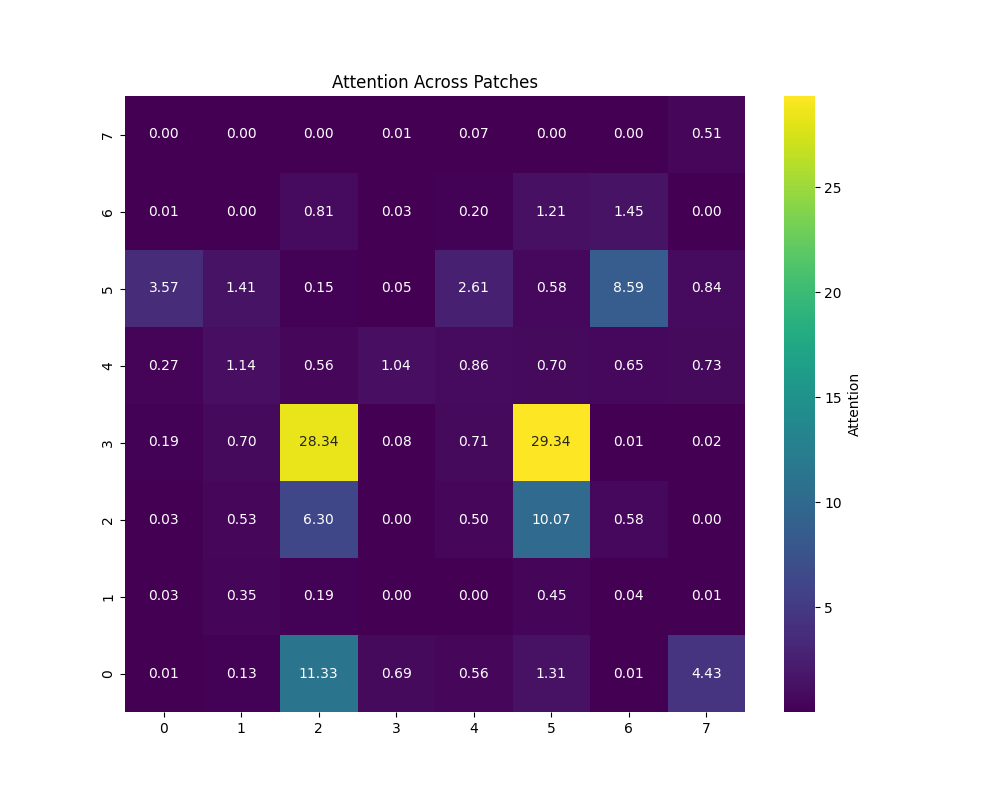 Attention Across Patches
7 0.00 0.00 0.00 0.01 0.07 0.00 0.00 0.51
6 0.01 0.00 0.81 0.03 0.20 1.21 1.45 0.00
5 3.57 1.41 0.15 0.05 2.61 0.58 8.59 0.84
4 0.27 1.14 0.56 1.04 0.86 0.70 0.65 0.73
3 0.19 0.70 28.34 0.08 0.71 29.34 0.01 0.02
2 0.03 0.53 6.30 0.00 0.50 10.07 0.58 0.00
1 0.03 0.35 0.19 0.00 0.00 0.45 0.04 0.01
0 0.01 0.13 11.33 0.69 0.56 1.31 0.01 4.43
0 1 2 3 4 5 6 7
25
20
15
10
5
Attention